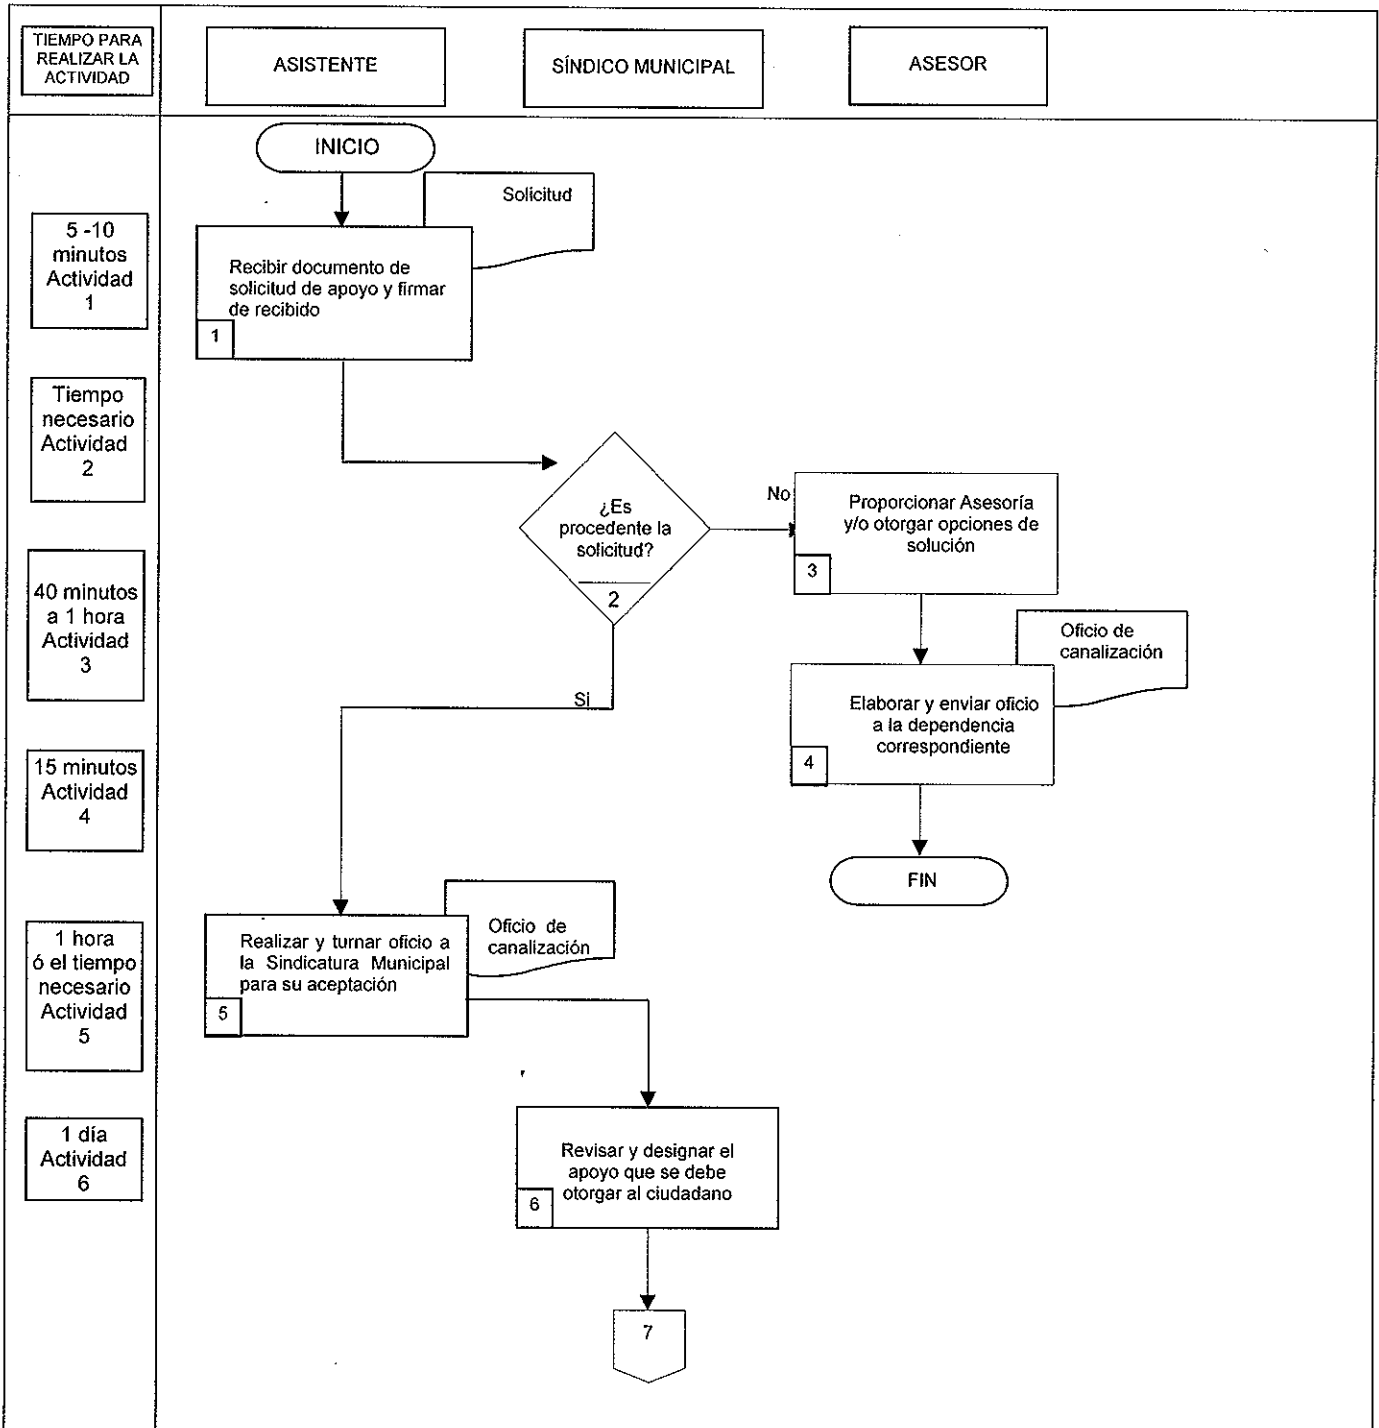 TIEMPO PARA
REALIZAR LA
ACTIVIDAD
ASISTENTE
SÍNDICO MUNICIPAL
ASESOR
INICIO
Solicitud
5 -10
minutos
Actividad
1
Recibir documento de
solicitud de apoyo y firmar
de recibido
1
Tiempo
necesario
Actividad
2
¿Es
procedente la
solicitud?
2
No
Proporcionar Asesoría
y/o otorgar opciones de
solución
3
40 minutos
a 1 hora
Actividad
3
Oficio de
canalización
Si
Elaborar y enviar oficio
a la dependencia
correspondiente
4
15 minutos
Actividad
4
FIN
1 hora
ó el tiempo
necesario
Actividad
5
Oficio de
canalización
Realizar y turnar oficio a
la Sindicatura Municipal
para su aceptación
5
1 día
Actividad
6
Revisar y designar el
apoyo que se debe
otorgar al ciudadano
6
7